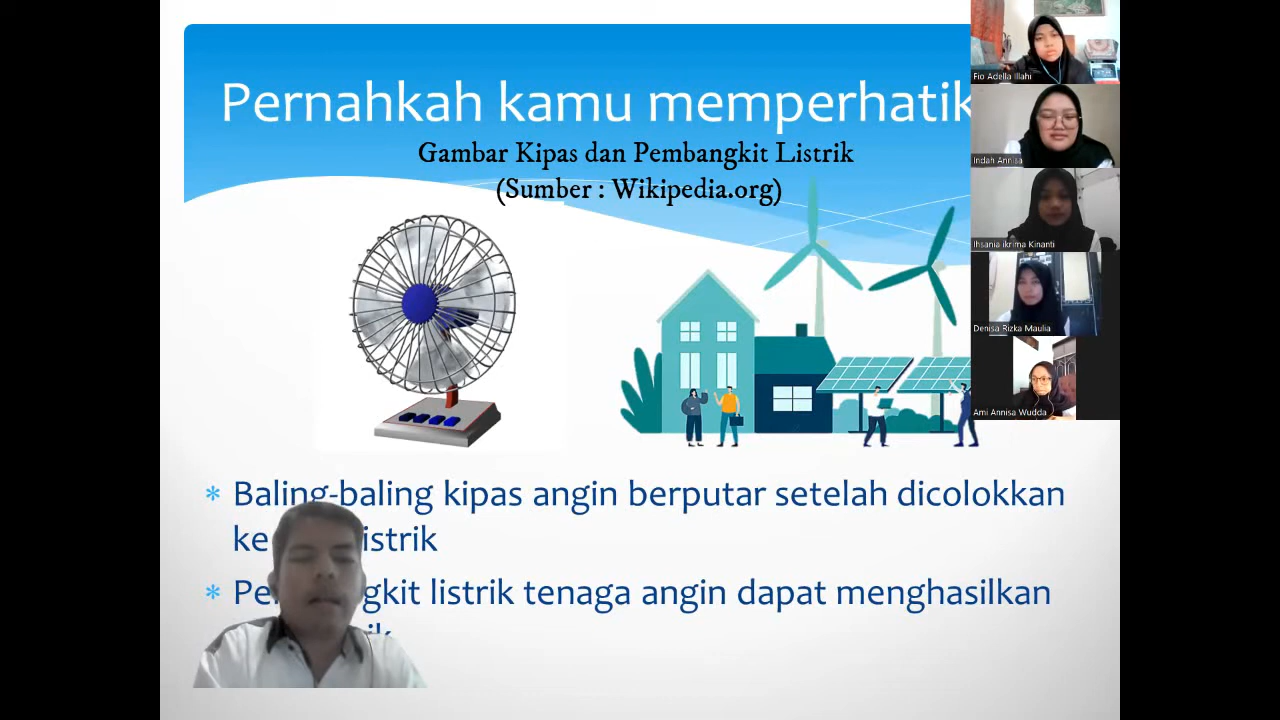 Pernahkah kamu memperhatik
Gambar Kipas dan Pembangkit Listrik
(Sumber : Wikipedia.org)
* Baling-baling kipas angin berputar setelah dicolokkan
ke istrik
* Pe gkit listrik tenaga angin dapat menghasilkan
Fio Adella Illahi
Indah Annisa
Ihsania ikrima Kinanti
Denisa Rizka Maulia
Ami Annisa Wudda